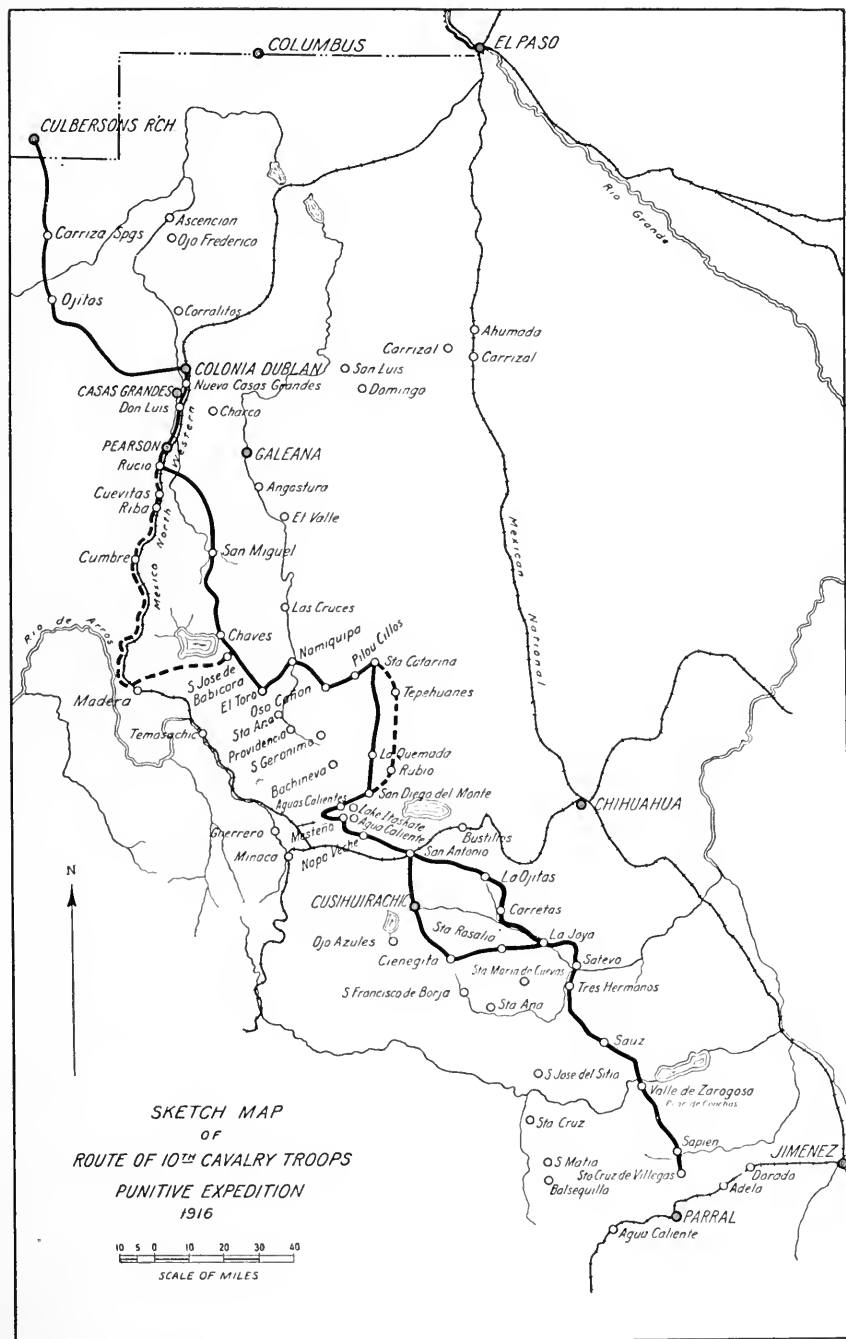 COLUMBUS
EL PASO
CULBERSONS R'CH
Rio Grande
Carriza Spgs
Ascencion
Ojo Frederico
Ojitas
Corralitos
Ahumada
Carrizal
Carrizal
COLONIA DUBLAN
Nueva Casas Grandes
San Luis
Domingo
CASAS GRANDES
Don Luis
Charco
PEARSON
Rucio
GALEANA
Mexico North Western
Cuevitas
Riba
Angostura
El Valle
Mexican National
Cumbre
San Miguel
Las Cruces
Rio de Arros
Chaves
Namiquipa
Pilou Cillos
Sta Catarina
S Jose de
Babicora
El Toro
Oso Cañon
Tepehuanes
Madera
Sta Ana
Providencia
S Geronimo
Temosachic
La Quemada
Rubio
Bachineva
Aguas Calientes
San Diego del Monte
CHIHUAHUA
Lake Itaskate
Agua Caliente
Mesteño
Guerrero
Bustillos
Minaca
Napa Veche
San Antonio
La Ojitas
N
CUSIHUIRACHIC
Carretas
Sta Rosalia
La Joya
Ojo Azules
Cienegita
Satevo
Sta Maria de Cuevas
Tres Hermanos
S Francisco de Borja
Sta Ana
Sauz
S Jose del Sitio
Valle de Zaragosa
Sta Cruz
Sapien
JIMENEZ
S Matia
Sta Cruz de Villegas
Dorada
Balsequilla
Adela
PARRAL
Agua Caliente
SKETCH MAP
OF
ROUTE OF 10TH CAVALRY TROOPS
PUNITIVE EXPEDITION
1916
10 5 0 10 20 30 40
SCALE OF MILES